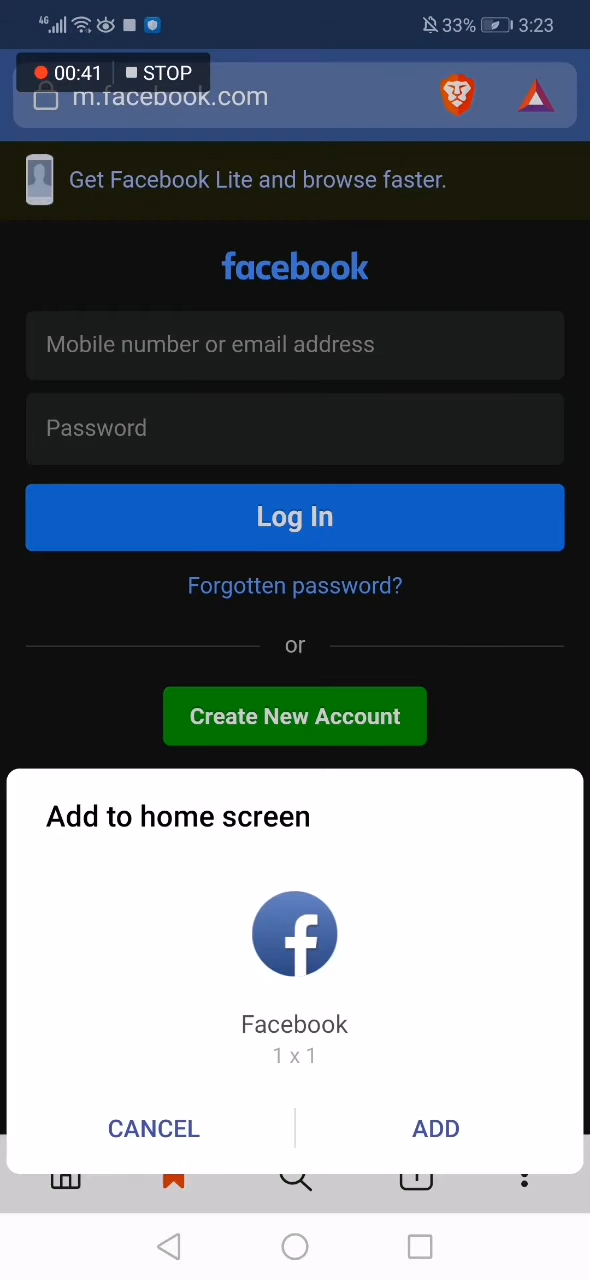 4G 33% 3:23
00:41 STOP
m.facebook.com
Get Facebook Lite and browse faster.
facebook
Mobile number or email address
Password
Log In
Forgotten password?
or
Create New Account
Add to home screen
Facebook
1 x 1
CANCEL ADD